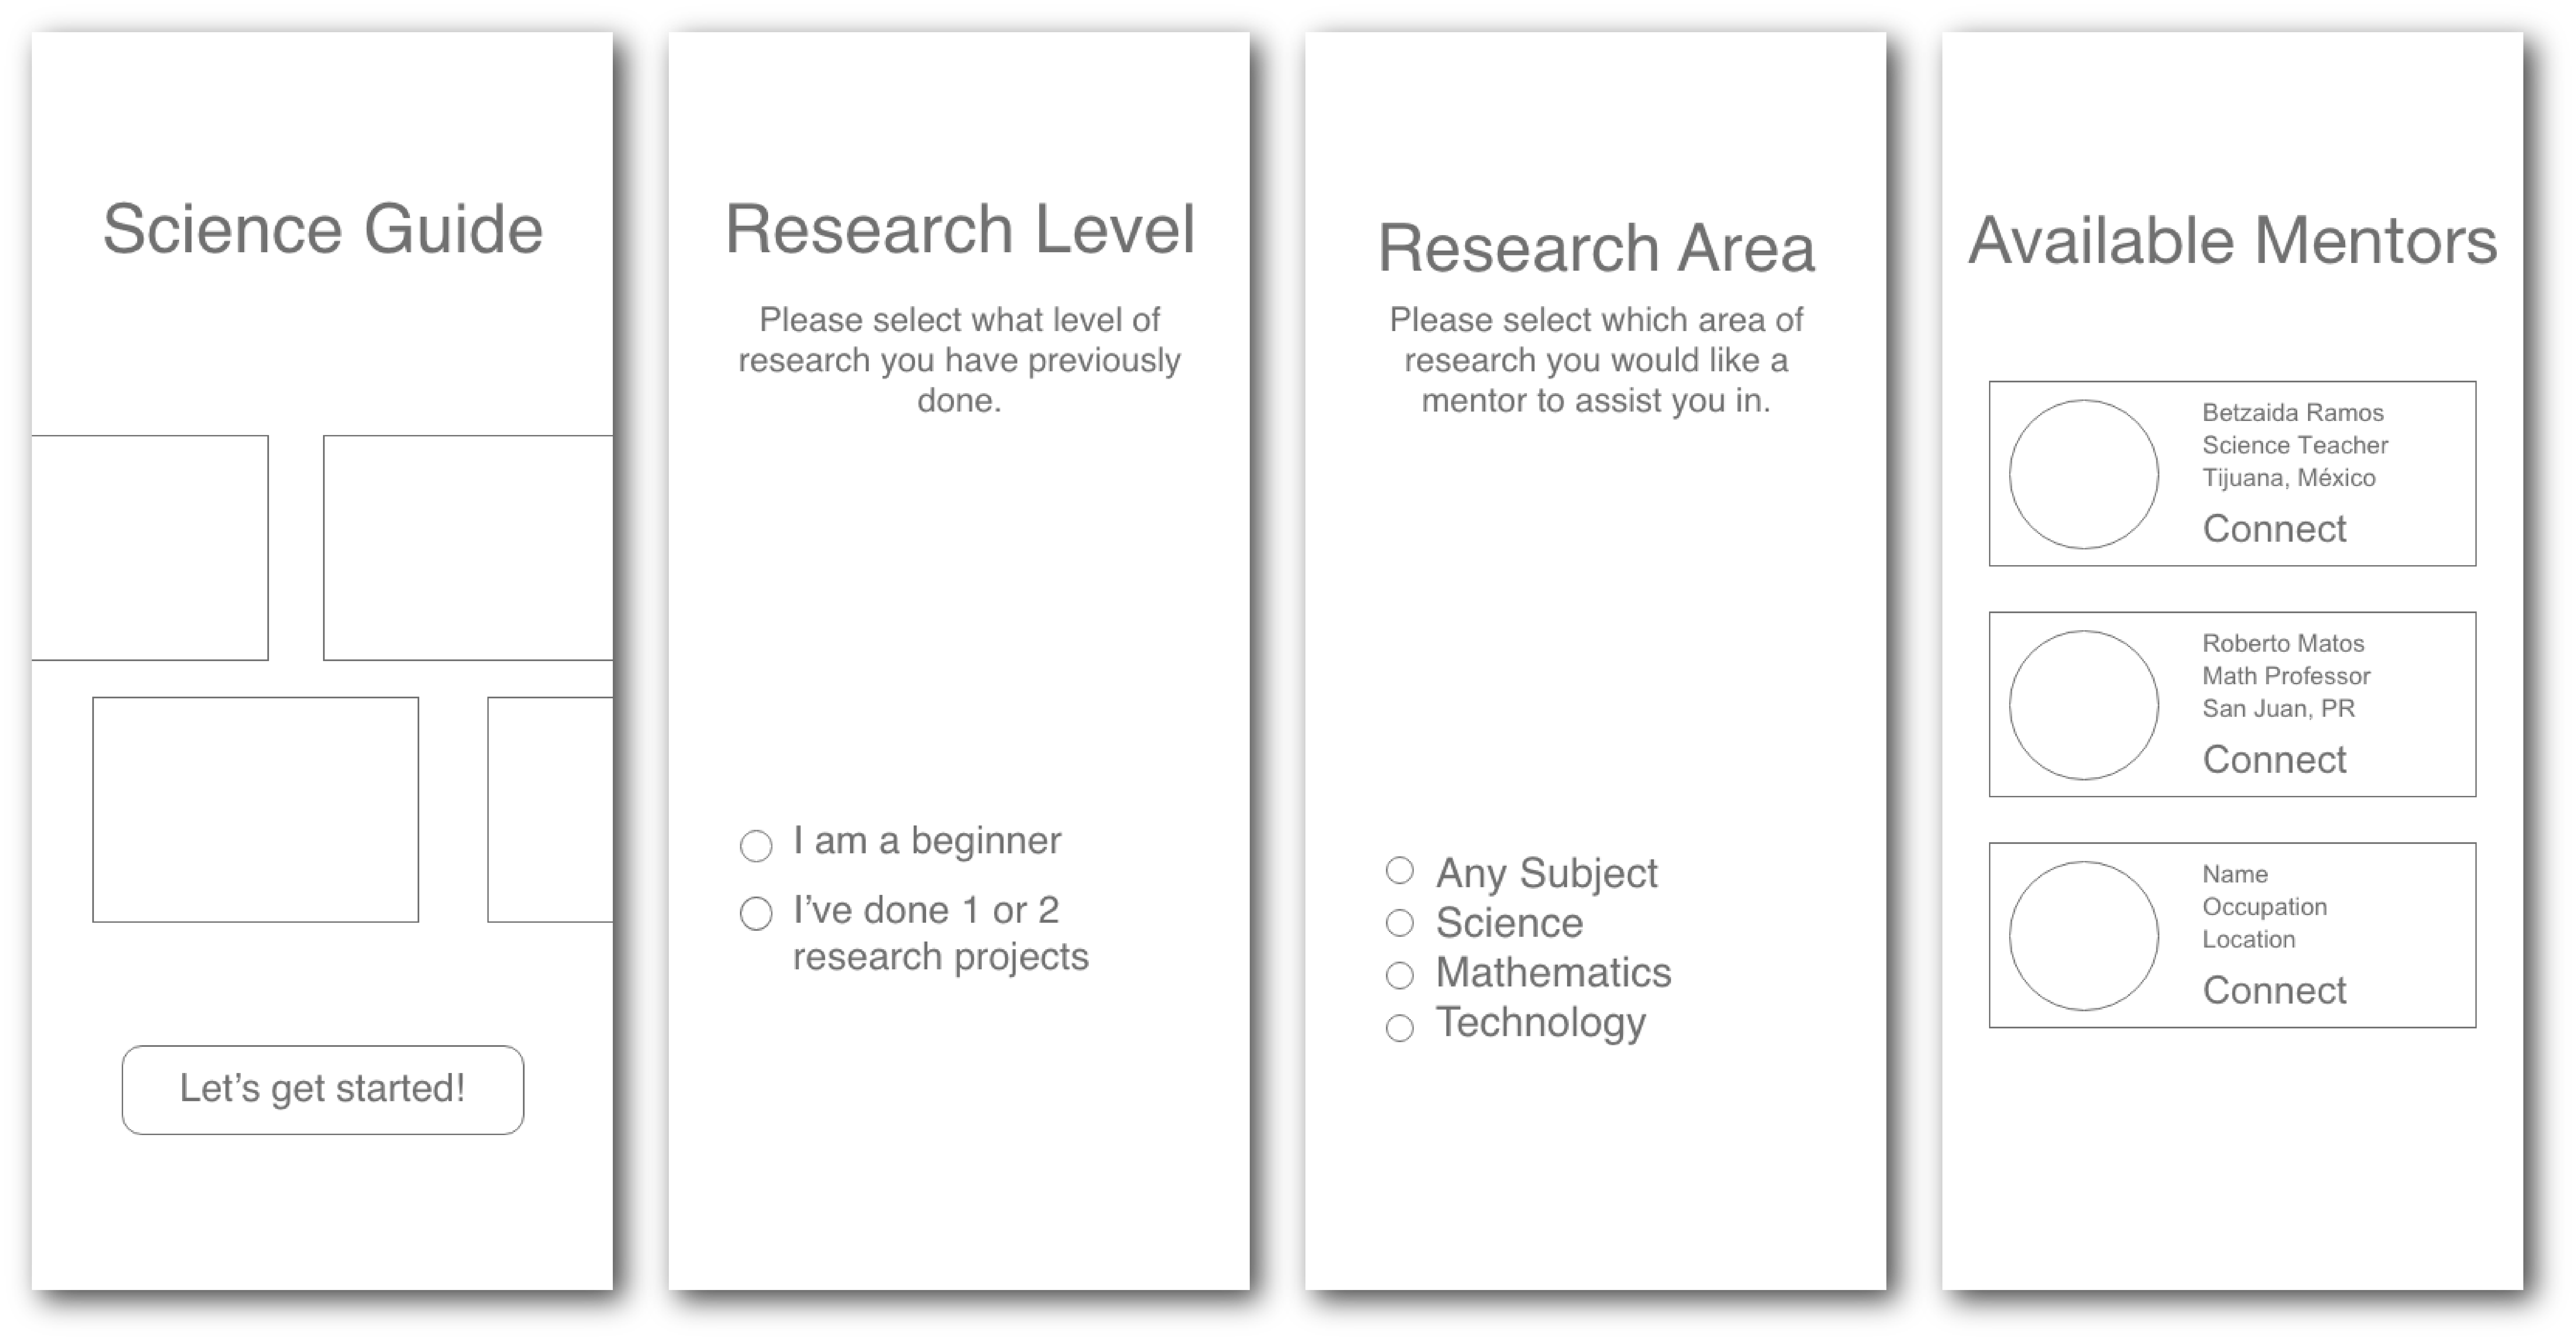 Science Guide
Let’s get started!
Research Level
Please select what level of
research you have previously
done.
I am a beginner
I’ve done 1 or 2
research projects
Research Area
Please select which area of
research you would like a
mentor to assist you in.
Any Subject
Science
Mathematics
Technology
Available Mentors
Betzaida Ramos
Science Teacher
Tijuana, México
Connect
Roberto Matos
Math Professor
San Juan, PR
Connect
Name
Occupation
Location
Connect